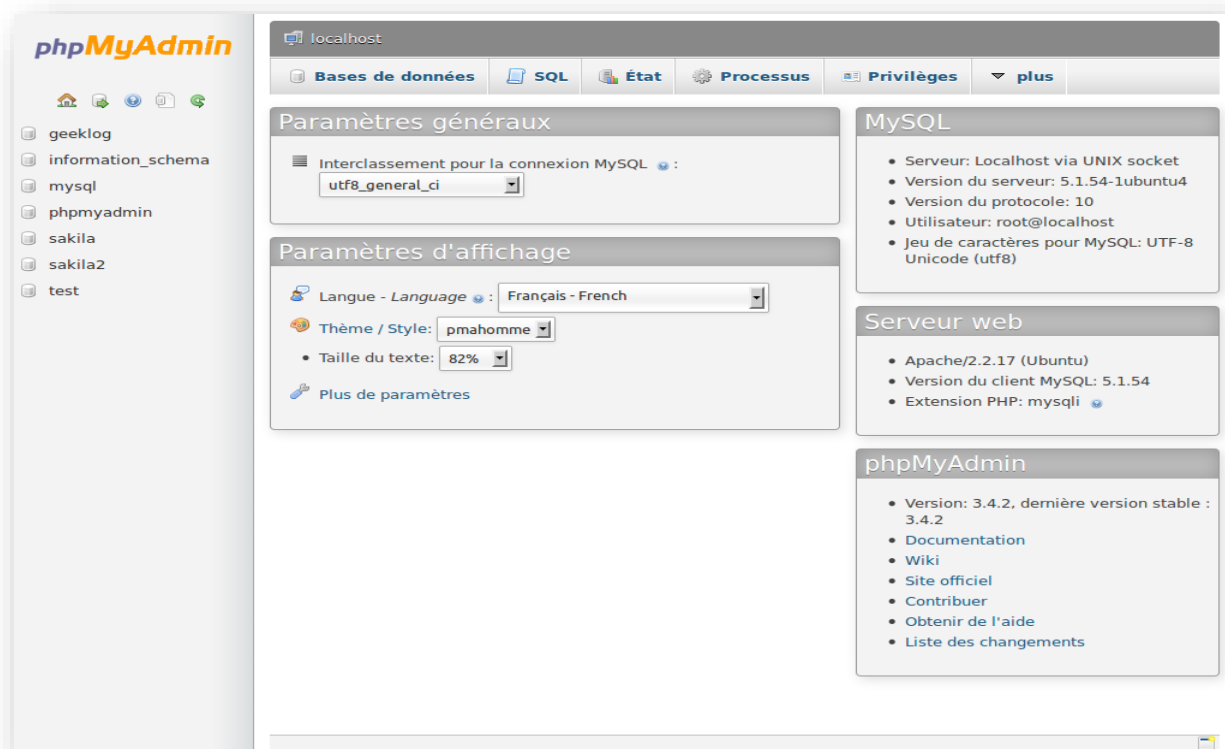 phpMyAdmin
geeklog
information_schema
mysql
phpmyadmin
sakila
sakila2
test
localhost
Bases de données SQL État Processus Privilèges plus
Paramètres généraux
Interclassement pour la connexion MySQL :
utf8_general_ci
Paramètres d'affichage
Langue - Language : Français - French
Thème / Style: pmahomme
• Taille du texte: 82%
Plus de paramètres
MySQL
• Serveur: Localhost via UNIX socket
• Version du serveur: 5.1.54-1ubuntu4
• Version du protocole: 10
• Utilisateur: root@localhost
• Jeu de caractères pour MySQL: UTF-8
Unicode (utf8)
Serveur web
• Apache/2.2.17 (Ubuntu)
• Version du client MySQL: 5.1.54
• Extension PHP: mysqli
phpMyAdmin
• Version: 3.4.2, dernière version stable :
3.4.2
• Documentation
• Wiki
• Site officiel
• Contribuer
• Obtenir de l'aide
• Liste des changements